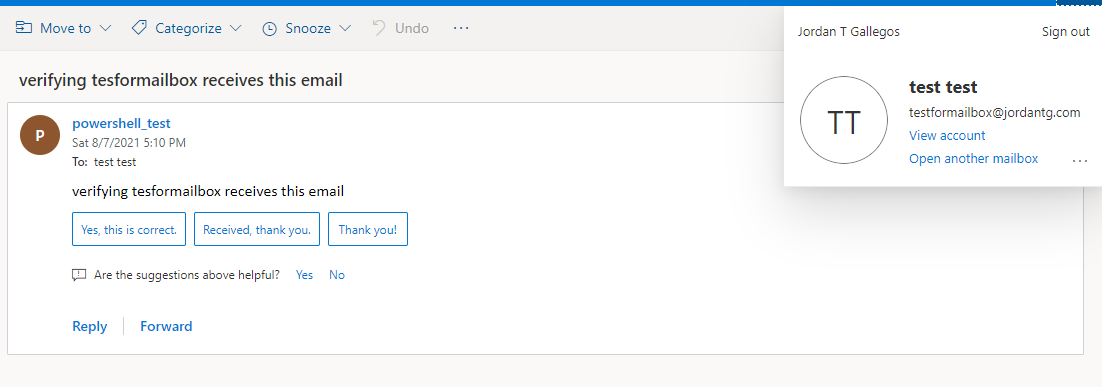 Move to Categorize Snooze Undo ...
Jordan T Gallegos Sign out
TT
test test
testformailbox@jordantg.com
View account
Open another mailbox ...
verifying tesformailbox receives this email
P
powershell_test
Sat 8/7/2021 5:10 PM
To: test test
verifying tesformailbox receives this email
Yes, this is correct. Received, thank you. Thank you!
Are the suggestions above helpful? Yes No
Reply Forward